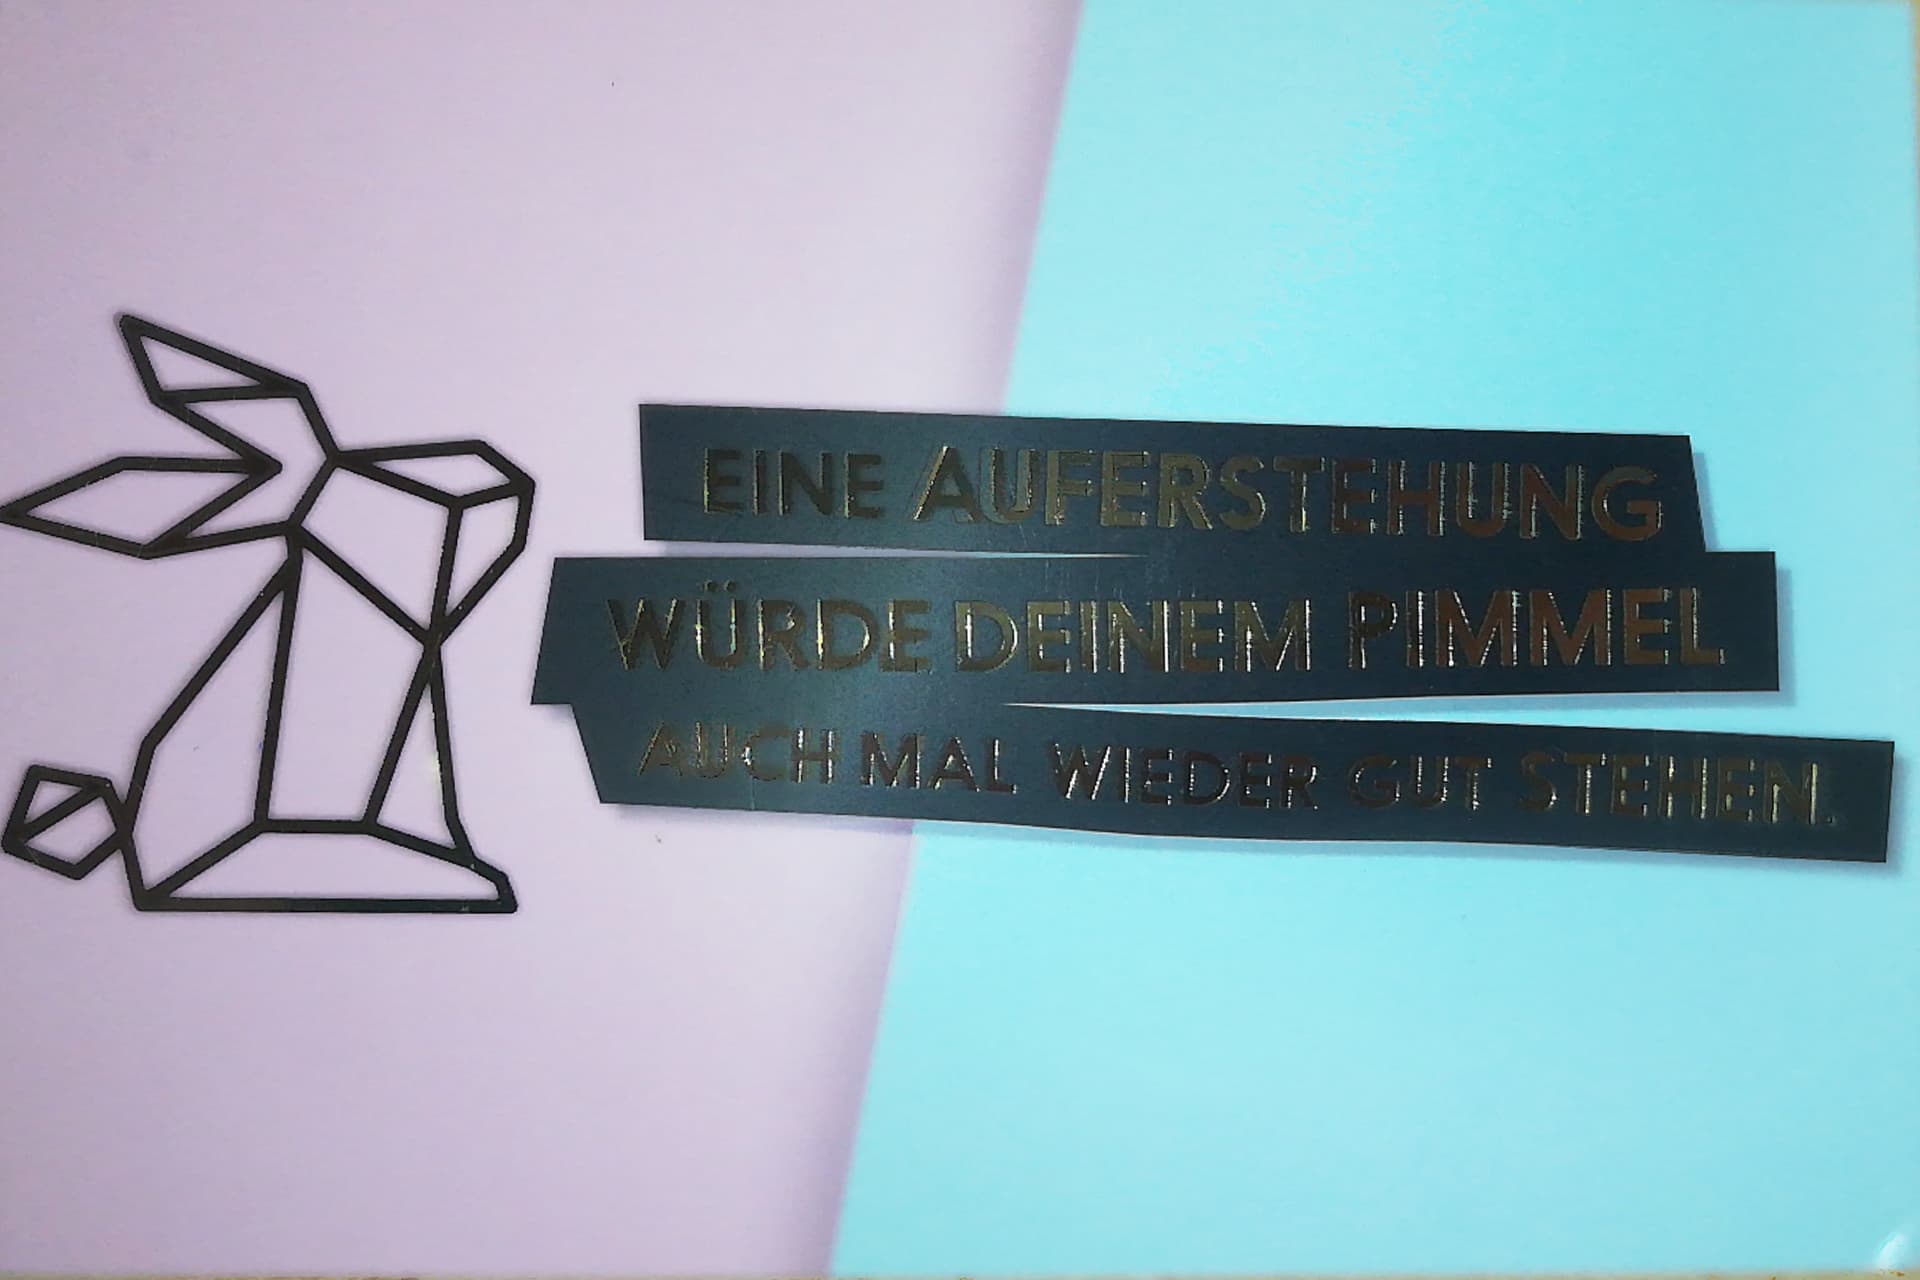 EINE AUFERSTEHUNG
WÜRDE DEINEM PIMMEL
AUCH MAL WIEDER GUT STEHEN.